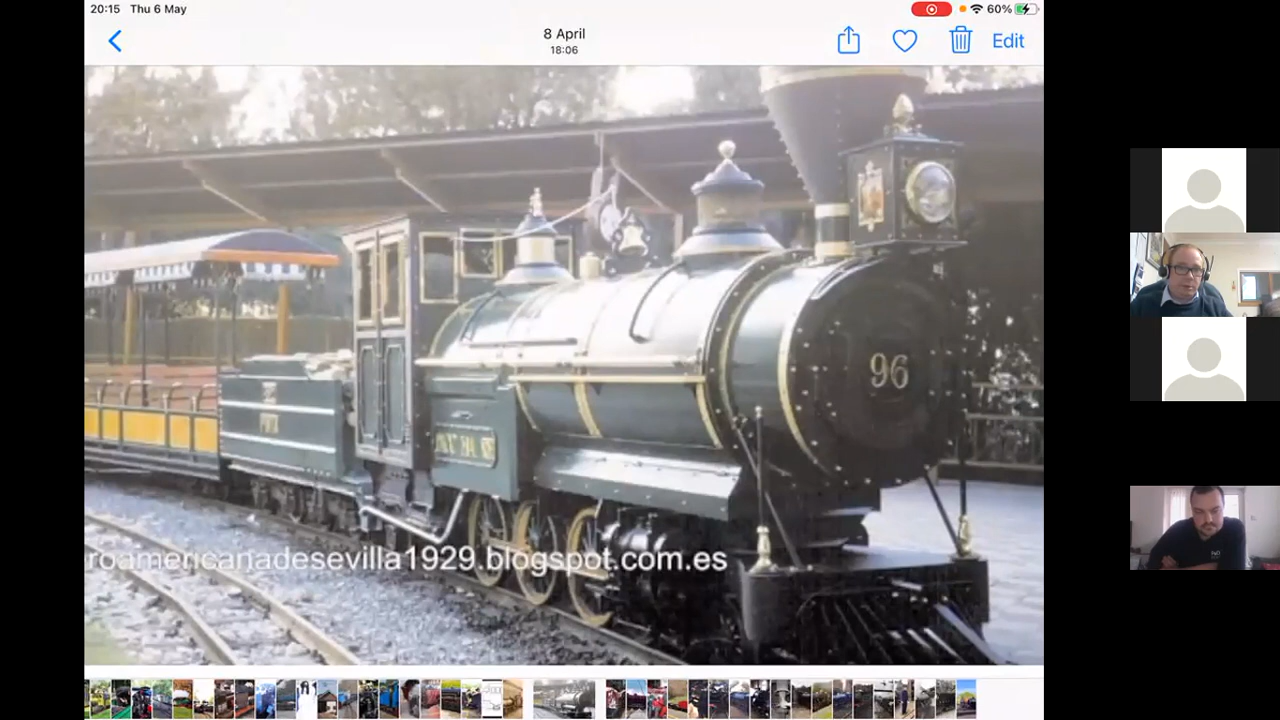 20:15 Thu 6 May
60%
8 April
18:06
Edit
96
roamericanadesevilla1929.blogspot.com.es